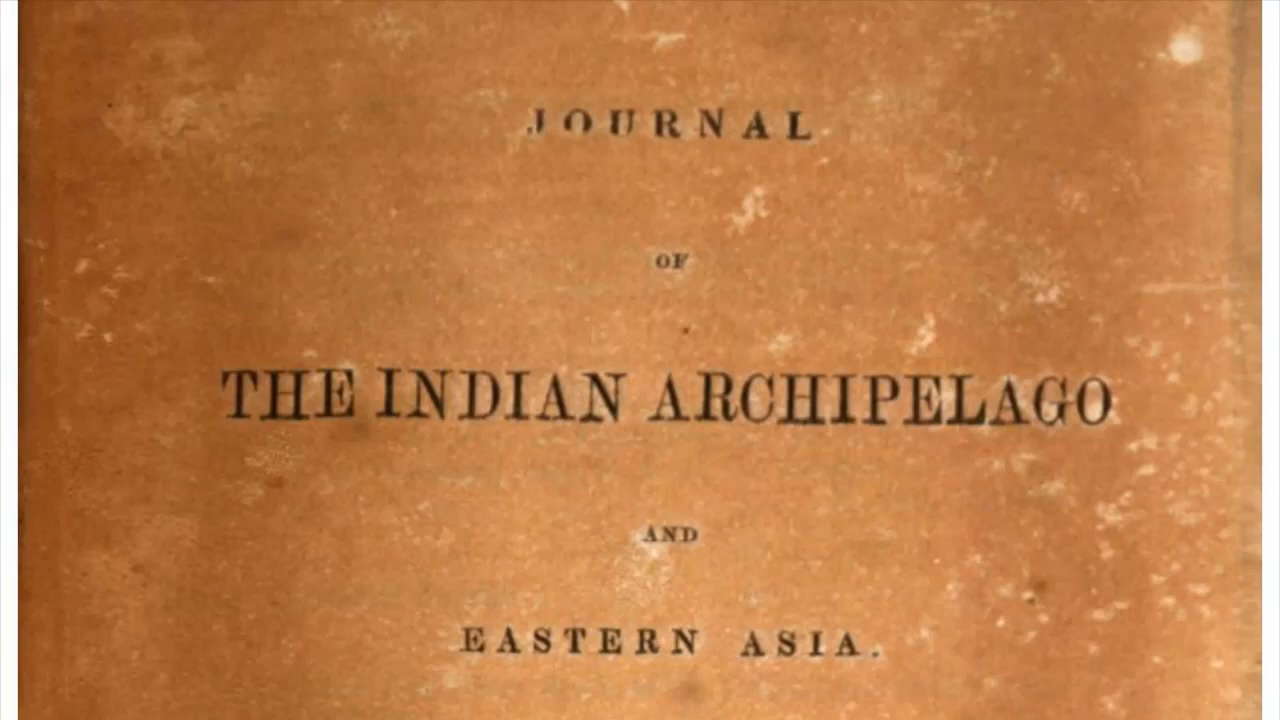 JOURNAL
OF
THE INDIAN ARCHIPELAGO
AND
EASTERN ASIA.